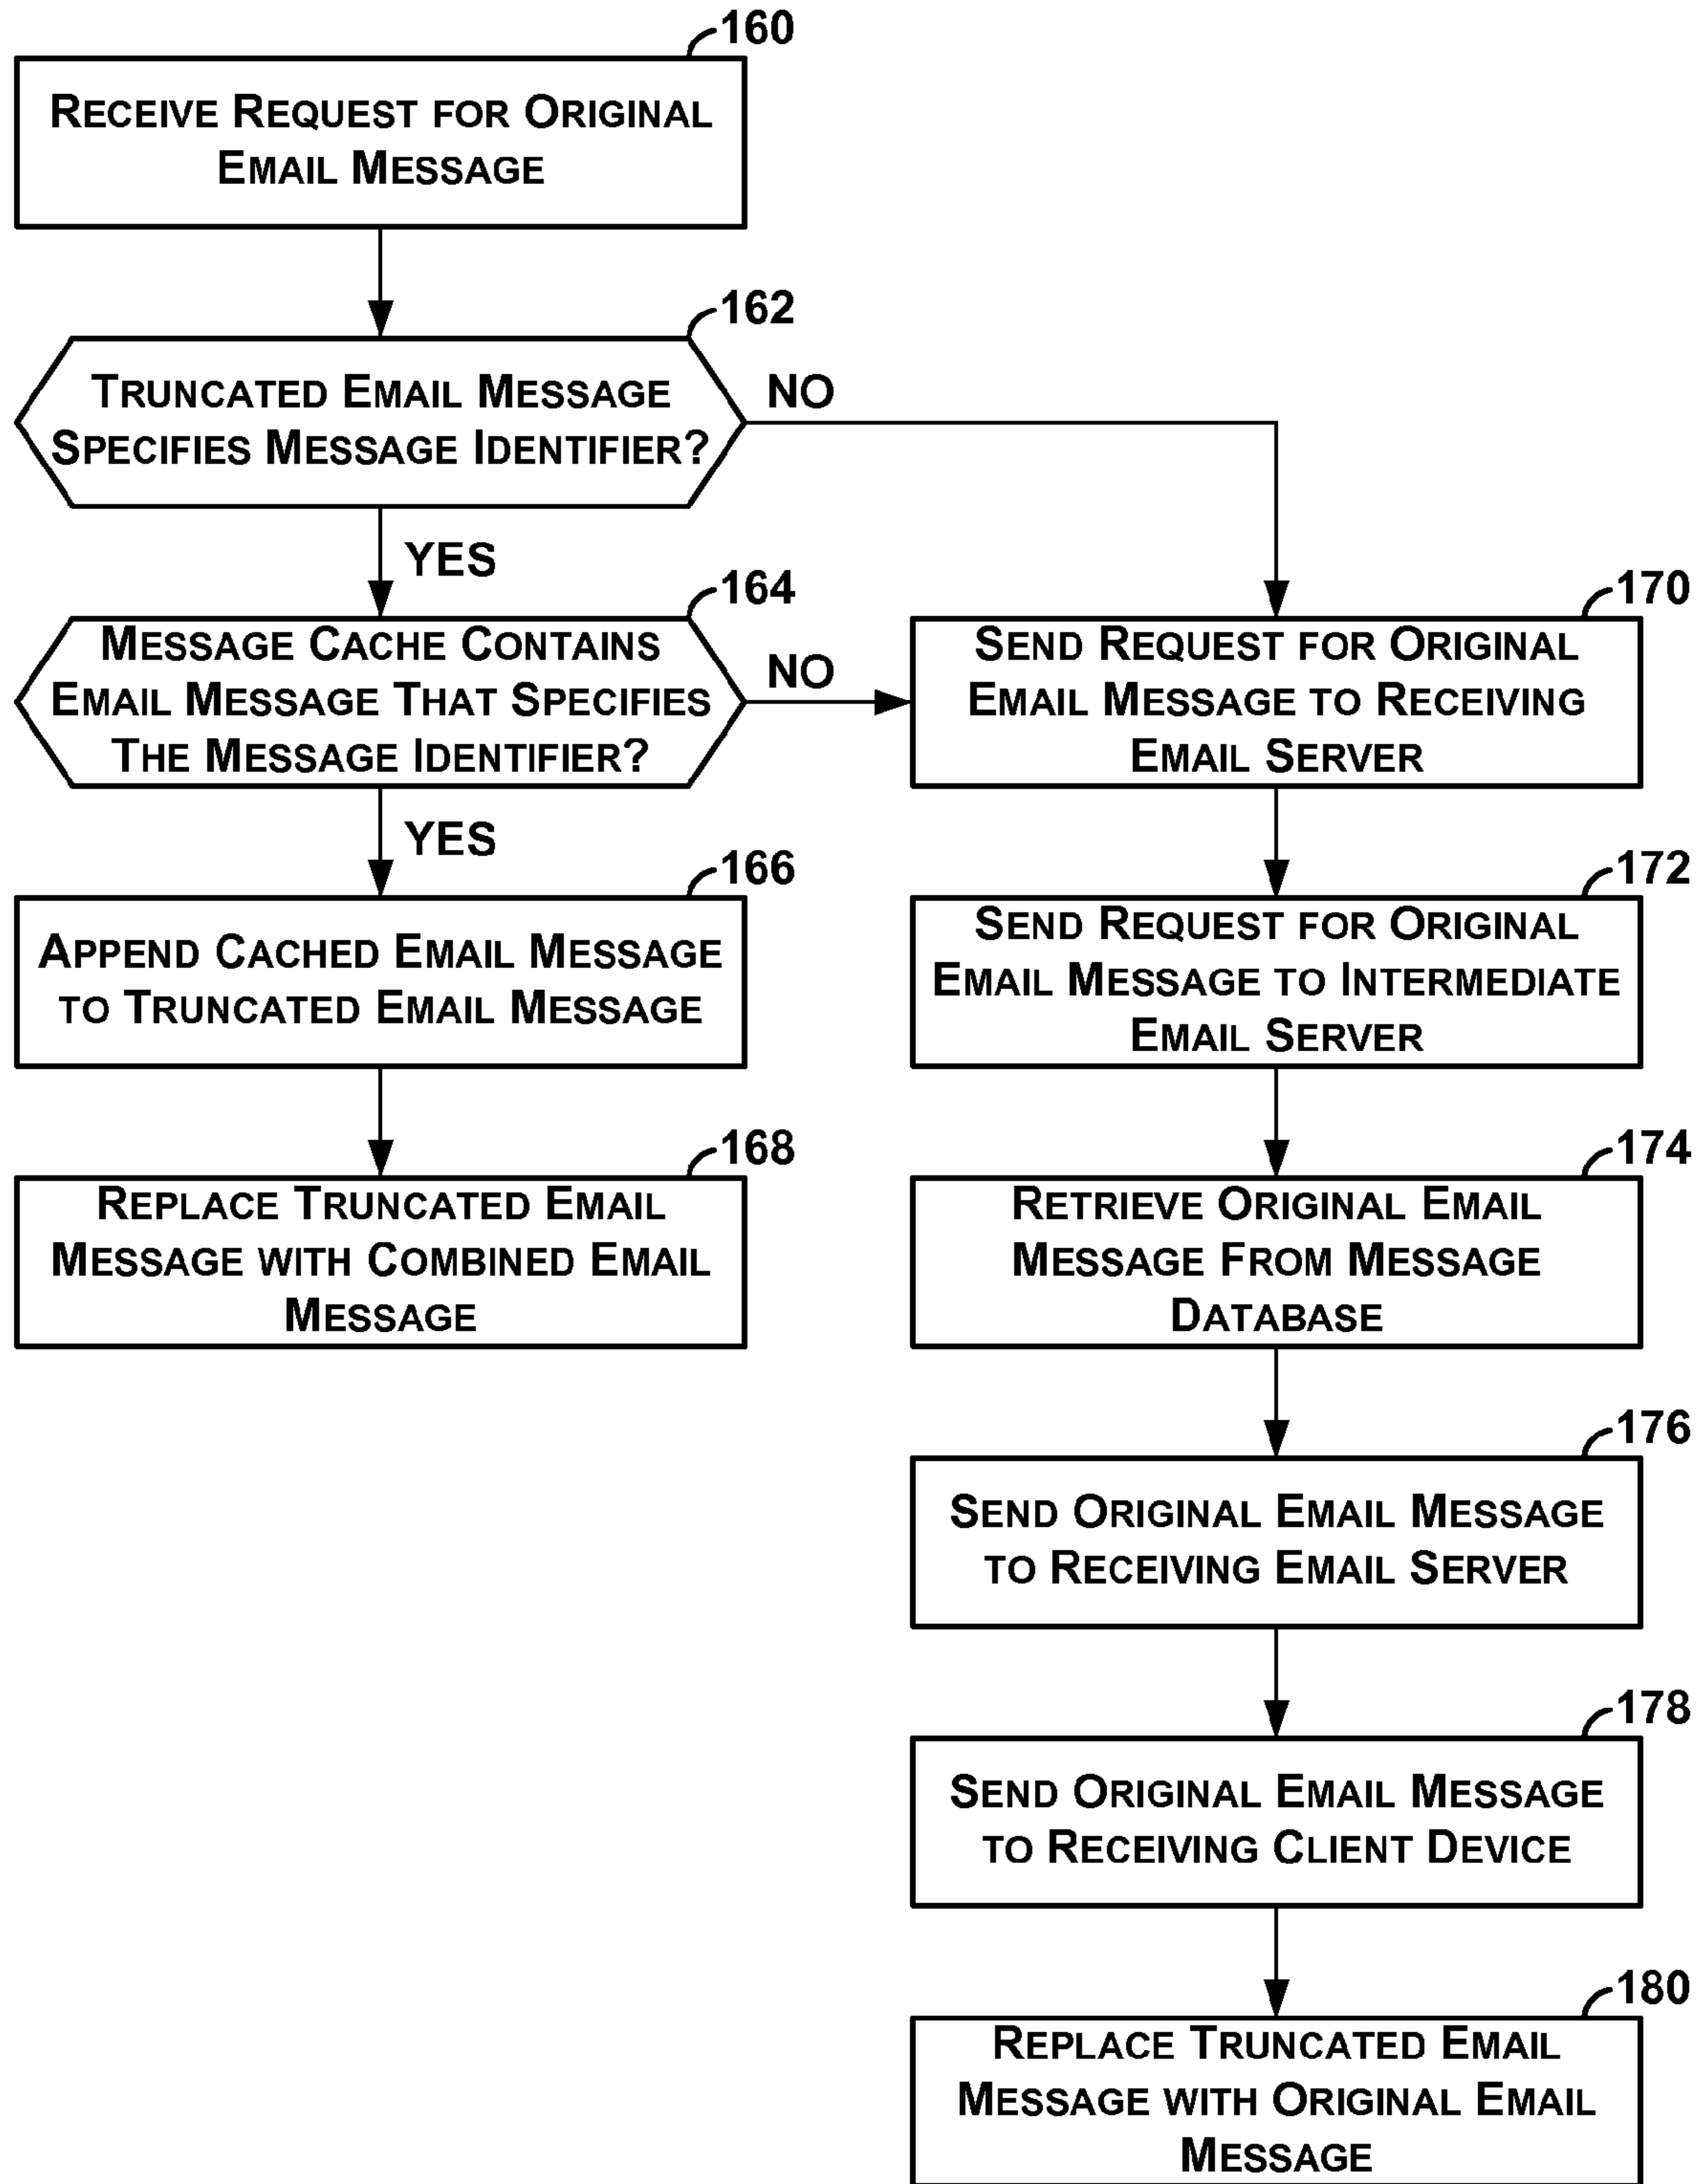 160
RECEIVE REQUEST FOR ORIGINAL
EMAIL MESSAGE
162
TRUNCATED EMAIL MESSAGE
SPECIFIES MESSAGE IDENTIFIER?
NO
YES
164
MESSAGE CACHE CONTAINS
EMAIL MESSAGE THAT SPECIFIES
THE MESSAGE IDENTIFIER?
NO
YES
166
APPEND CACHED EMAIL MESSAGE
TO TRUNCATED EMAIL MESSAGE
168
REPLACE TRUNCATED EMAIL
MESSAGE WITH COMBINED EMAIL
MESSAGE
170
SEND REQUEST FOR ORIGINAL
EMAIL MESSAGE TO RECEIVING
EMAIL SERVER
172
SEND REQUEST FOR ORIGINAL
EMAIL MESSAGE TO INTERMEDIATE
EMAIL SERVER
174
RETRIEVE ORIGINAL EMAIL
MESSAGE FROM MESSAGE
DATABASE
176
SEND ORIGINAL EMAIL MESSAGE
TO RECEIVING EMAIL SERVER
178
SEND ORIGINAL EMAIL MESSAGE
TO RECEIVING CLIENT DEVICE
180
REPLACE TRUNCATED EMAIL
MESSAGE WITH ORIGINAL EMAIL
MESSAGE